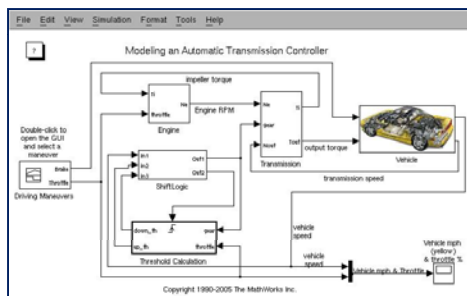 File Edit View Simulation Format Tools Help
?
Modeling an Automatic Transmission Controller
impeller torque
Ti
throttle
Ne
Engine RPM
Engine
Ne
gear
Nout
Ti
Tout
Transmission
output torque
Vehicle
transmission speed
Double-click to
open the GUI
and select a
maneuver
Brake
Throttle
Driving Maneuvers
In1
In2
In3
Out1
Out2
ShiftLogic
down_th
up_th
gear
throttle
Threshold Calculation
vehicle
speed
vehicle
speed
Vehicle mph & Throttle
Vehicle mph
(yellow)
& throttle %
Copyright 1990-2005 The MathWorks Inc.